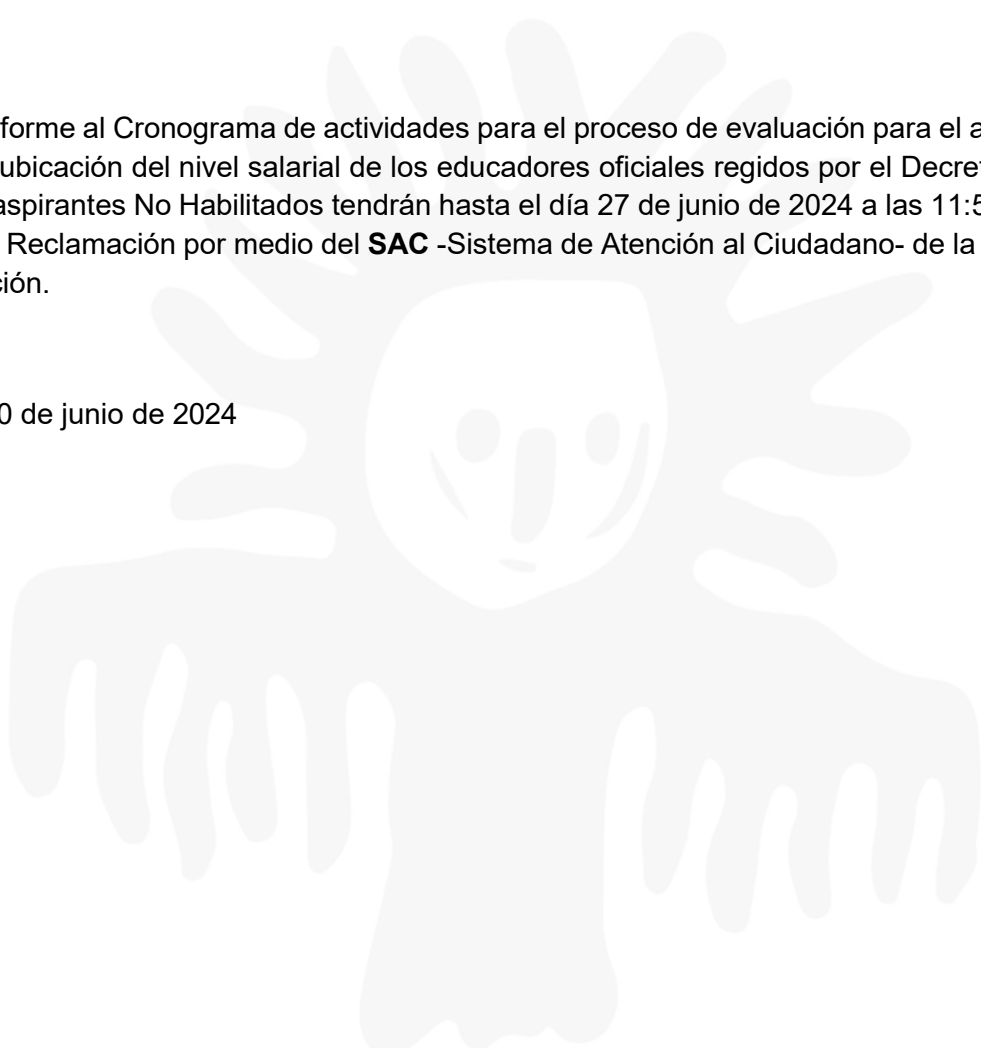 forme al Cronograma de actividades para el proceso de evaluación para el a
ubicación del nivel salarial de los educadores oficiales regidos por el Decre
aspirantes No Habilitados tendrán hasta el día 27 de junio de 2024 a las 11:5
Reclamación por medio del SAC -Sistema de Atención al Ciudadano- de la
ción.
0 de junio de 2024